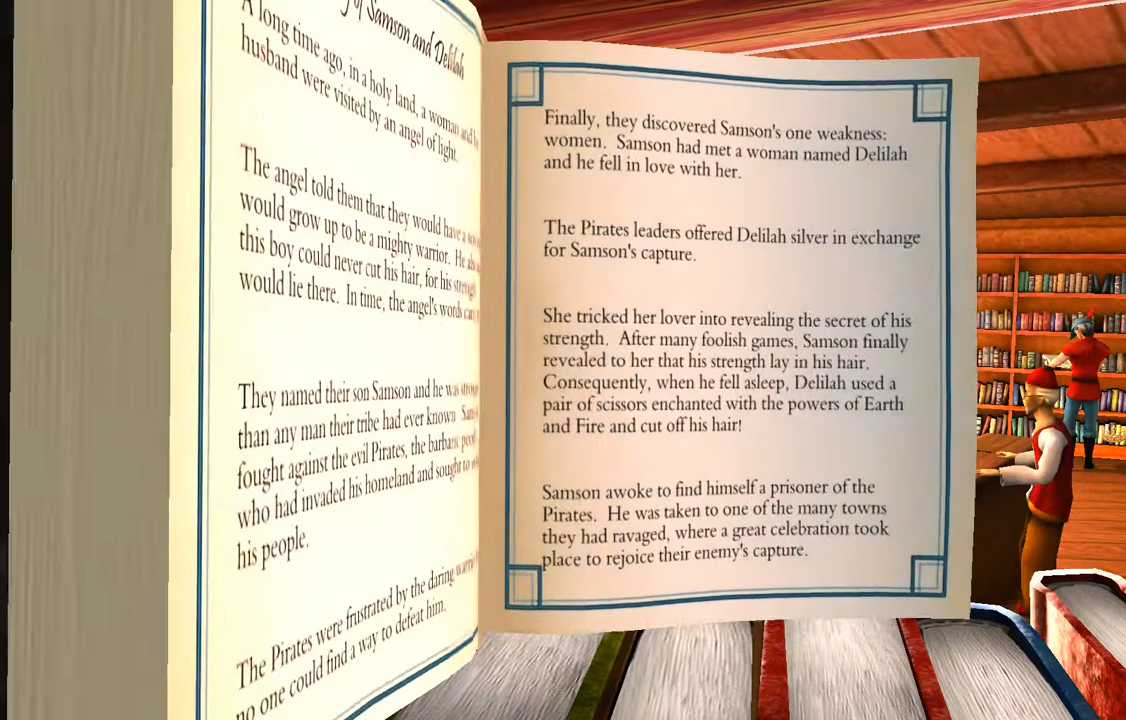 of Samson and Delilah
A long time ago, in a holy land, a woman and
husband were visited by an angel of light.
The angel told them that they would have a
would grow up to be a mighty warrior. He
this boy could never cut his hair, for his
would lie there. In time, the angel's words
They named their son Samson and he was
than any man their tribe had ever known.
fought against the evil Pirates, the barbaric
who had invaded his homeland and sought to
his people.
The Pirates were frustrated by the daring
no one could find a way to defeat him.
Finally, they discovered Samson's one weakness:
women. Samson had met a woman named Delilah
and he fell in love with her.
The Pirates leaders offered Delilah silver in exchange
for Samson's capture.
She tricked her lover into revealing the secret of his
strength. After many foolish games, Samson finally
revealed to her that his strength lay in his hair.
Consequently, when he fell asleep, Delilah used a
pair of scissors enchanted with the powers of Earth
and Fire and cut off his hair!
Samson awoke to find himself a prisoner of the
Pirates. He was taken to one of the many towns
they had ravaged, where a great celebration took
place to rejoice their enemy's capture.